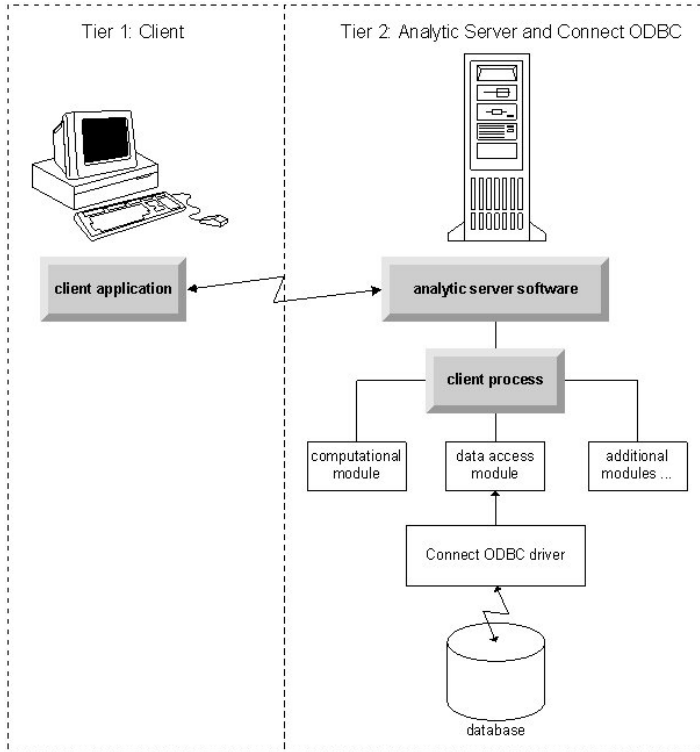 Tier 1: Client
Tier 2: Analytic Server and Connect ODBC
client application
analytic server software
client process
computational
module
data access
module
additional
modules ...
Connect ODBC driver
database